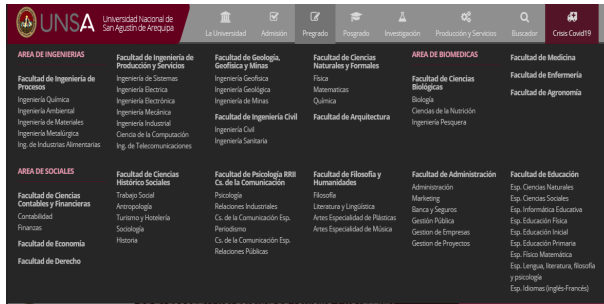 UNSA
Universidad Nacional de
San Agustín de Arequipa
La Universidad
Admisión
Pregrado
Posgrado
Investigación
Producción y Servicios
Buscador
Crisis Covid19
AREA DE INGENIERIAS
Facultad de Ingeniería de
Procesos
Ingeniería Química
Ingeniería Ambiental
Ingeniería de Materiales
Ingeniería Metalúrgica
Ing. de Industrias Alimentarias
Facultad de Ingeniería de
Producción y Servicios
Ingeniería de Sistemas
Ingeniería Electrica
Ingeniería Electrónica
Ingeniería Mecánica
Ingeniería Industrial
Ciencia de la Computación
Ing. de Telecomunicaciones
Facultad de Geología,
Geofísica y Minas
Ingeniería Geofísica
Ingeniería Geológica
Ingeniería de Minas
Facultad de Ingeniería Civil
Ingeniería Civil
Ingeniería Sanitaria
Facultad de Ciencias
Naturales y Formales
Física
Matematicas
Química
Facultad de Arquitectura
AREA DE BIOMEDICAS
Facultad de Ciencias
Biológicas
Biología
Ciencias de la Nutrición
Ingeniería Pesquera
Facultad de Medicina
Facultad de Enfermería
Facultad de Agronomía
AREA DE SOCIALES
Facultad de Ciencias
Contables y Financieras
Contabilidad
Finanzas
Facultad de Economía
Facultad de Derecho
Facultad de Ciencias
Histórico Sociales
Trabajo Social
Antropología
Turismo y Hotelería
Sociología
Historia
Facultad de Psicología RRII
Cs. de la Comunicación
Psicología
Relaciones Industriales
Cs. de la Comunicación Esp.
Periodismo
Cs. de la Comunicación Esp.
Relaciones Públicas
Facultad de Filosofía y
Humanidades
Filosofía
Literatura y Lingüística
Artes Especialidad de Plásticas
Artes Especialidad de Música
Facultad de Administración
Administración
Marketing
Banca y Seguros
Gestión Pública
Gestion de Empresas
Gestion de Proyectos
Facultad de Educación
Esp. Ciencias Naturales
Esp. Ciencias Sociales
Esp. Informática Educativa
Esp. Educación Física
Esp. Educación Inicial
Esp. Educación Primaria
Esp. Físico Matemática
Esp. Lengua, literatura, filosofía
y psicología
Esp. Idiomas (inglés-Francés)